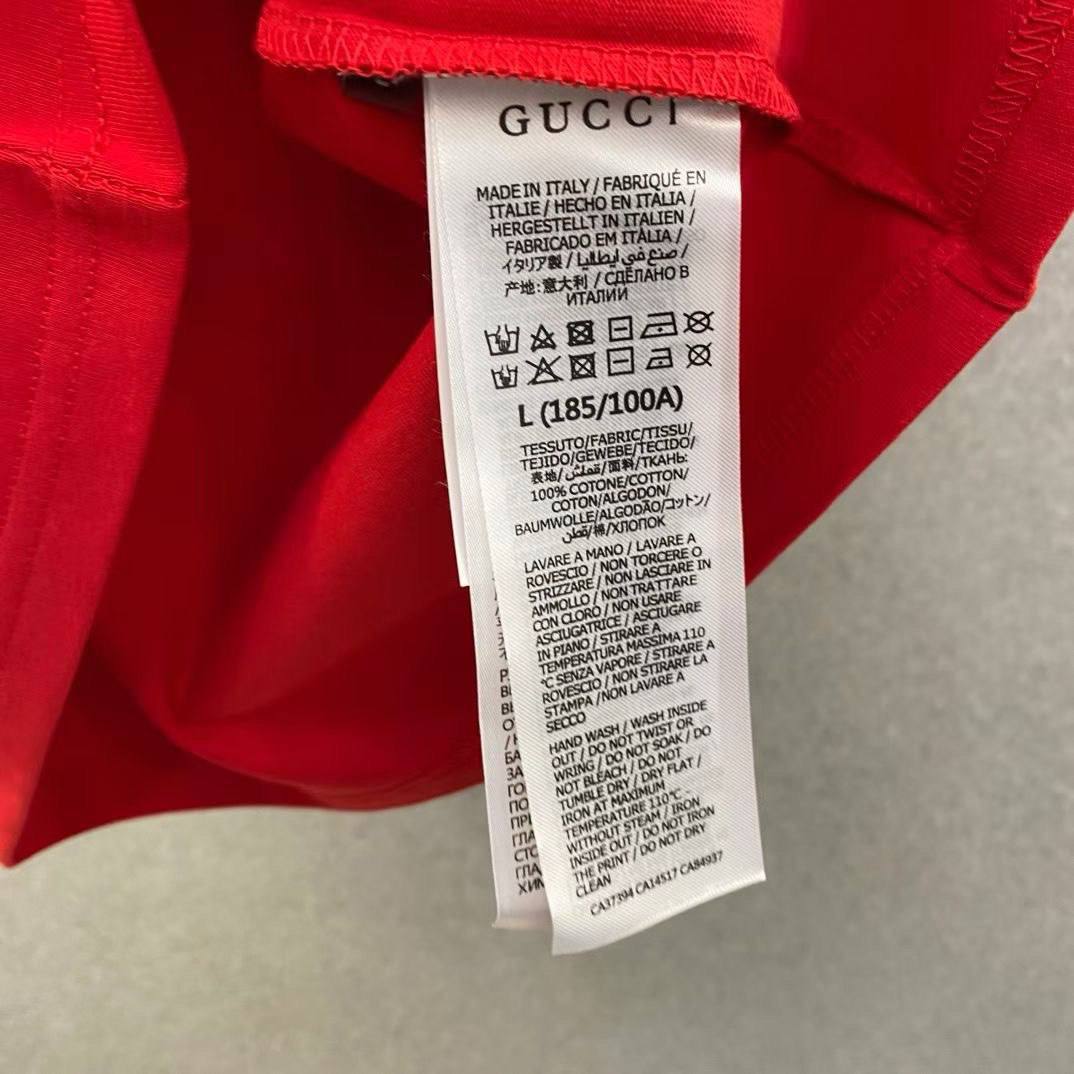 GUCCI
MADE IN ITALY / FABRIQUÉ EN
ITALIE / HECHO EN ITALIA /
HERGESTELLT IN ITALIEN /
FABRICADO EM ITÀLIA /
イタリア製 / صنع في ايطاليا /
产地:意大利 / СДЕЛАНО В
ИТАЛИИ
L (185/100A)
TESSUTO/FABRIC/TISSU/
TEJIDO/GEWEBE/TECIDO/
表地/قماش/面料/ТКАНЬ:
100% COTONE/COTTON/
COTON/ALGODON/
BAUMWOLLE/ALGODÃO/コットン/
قطن/棉/ХЛОПОК
LAVARE A MANO / LAVARE A
ROVESCIO / NON TORCERE O
STRIZZARE / NON LASCIARE IN
AMMOLLO / NON TRATTARE
CON CLORO / NON USARE
ASCIUGATRICE / ASCIUGARE
IN PIANO / STIRARE A
TEMPERATURA MASSIMA 110
°C SENZA VAPORE / STIRARE A
ROVESCIO / NON STIRARE LA
STAMPA /NON LAVARE A
SECCO
HAND WASH / WASH INSIDE
OUT / DO NOT TWIST OR
WRING / DO NOT SOAK / DO
NOT BLEACH / DO NOT
TUMBLE DRY / DRY FLAT /
IRON AT MAXIMUM
TEMPERATURE 110°C -
WITHOUT STEAM / IRON
INSIDE OUT / DO NOT IRON
THE PRINT / DO NOT DRY
CLEAN
CA37394 CA14517 CA84937